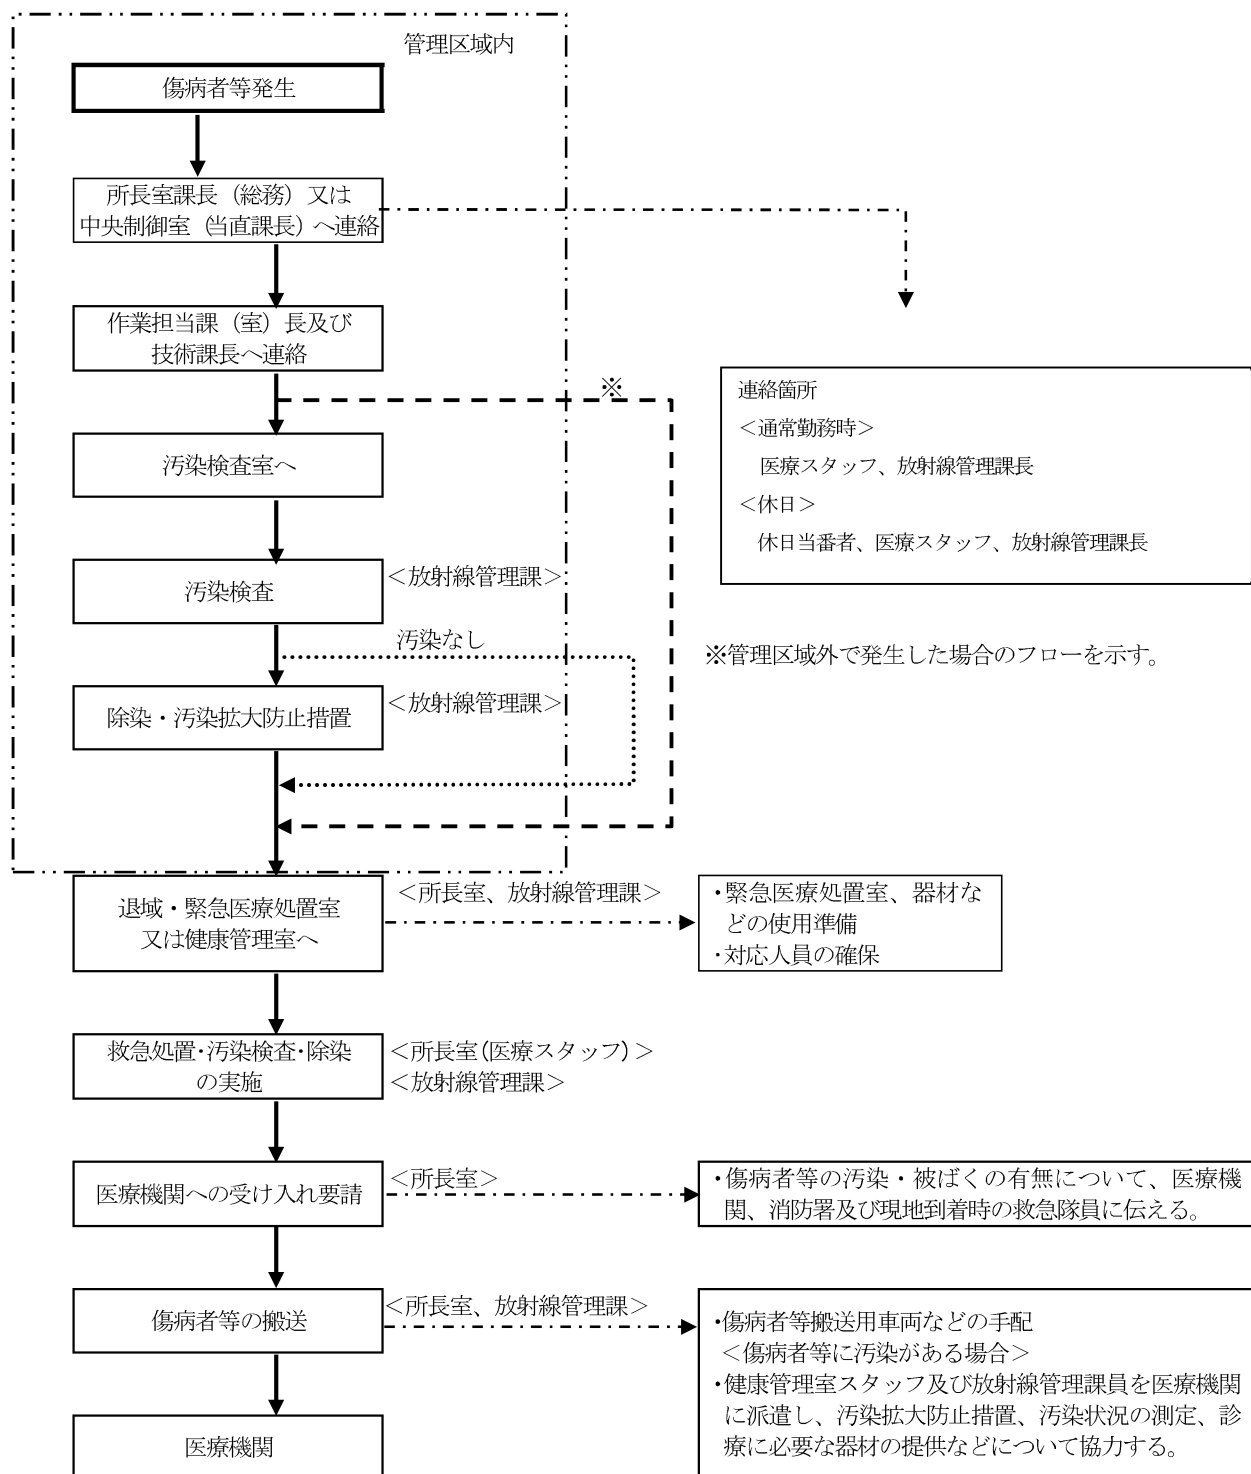 管理区域内
傷病者等発生
所長室課長（総務）又は
中央制御室（当直課長）へ連絡
作業担当課（室）長及び
技術課長へ連絡
※
連絡箇所
＜通常勤務時＞
医療スタッフ、放射線管理課長
＜休日＞
休日当番者、医療スタッフ、放射線管理課長
汚染検査室へ
汚染検査
＜放射線管理課＞
汚染なし
※管理区域外で発生した場合のフローを示す。
除染・汚染拡大防止措置
＜放射線管理課＞
退域・緊急医療処置室
又は健康管理室へ
＜所長室、放射線管理課＞
・緊急医療処置室、器材な
どの使用準備
・対応人員の確保
救急処置・汚染検査・除染
の実施
＜所長室（医療スタッフ）＞
＜放射線管理課＞
医療機関への受け入れ要請
＜所長室＞
・傷病者等の汚染・被ばくの有無について、医療機
関、消防署及び現地到着時の救急隊員に伝える。
傷病者等の搬送
＜所長室、放射線管理課＞
・傷病者等搬送用車両などの手配
＜傷病者等に汚染がある場合＞
・健康管理室スタッフ及び放射線管理課員を医療機関
に派遣し、汚染拡大防止措置、汚染状況の測定、診
療に必要な器材の提供などについて協力する。
医療機関